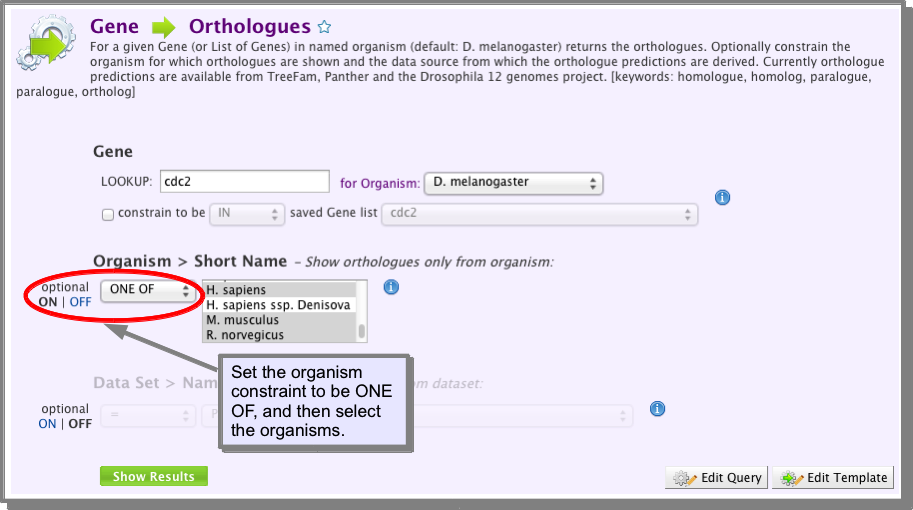 Gene Orthologues
For a given Gene (or List of Genes) in named organism (default: D. melanogaster) returns the orthologues. Optionally constrain the
organism for which orthologues are shown and the data source from which the orthologue predictions are derived. Currently orthologue
predictions are available from TreeFam, Panther and the Drosophila 12 genomes project. [keywords: homologue, homolog, paralogue,
paralogue, ortholog]
Gene
LOOKUP: cdc2 for Organism: D. melanogaster
constrain to be IN saved Gene list cdc2
Organism > Short Name – Show orthologues only from organism:
optional ONE OF
ON | OFF
H. sapiens
H. sapiens ssp. Denisova
M. musculus
R. norvegicus
Set the organism
constraint to be ONE
OF, and then select
the organisms.
Data Set > Nam om dataset:
optional = P
ON | OFF
Show Results Edit Query Edit Template